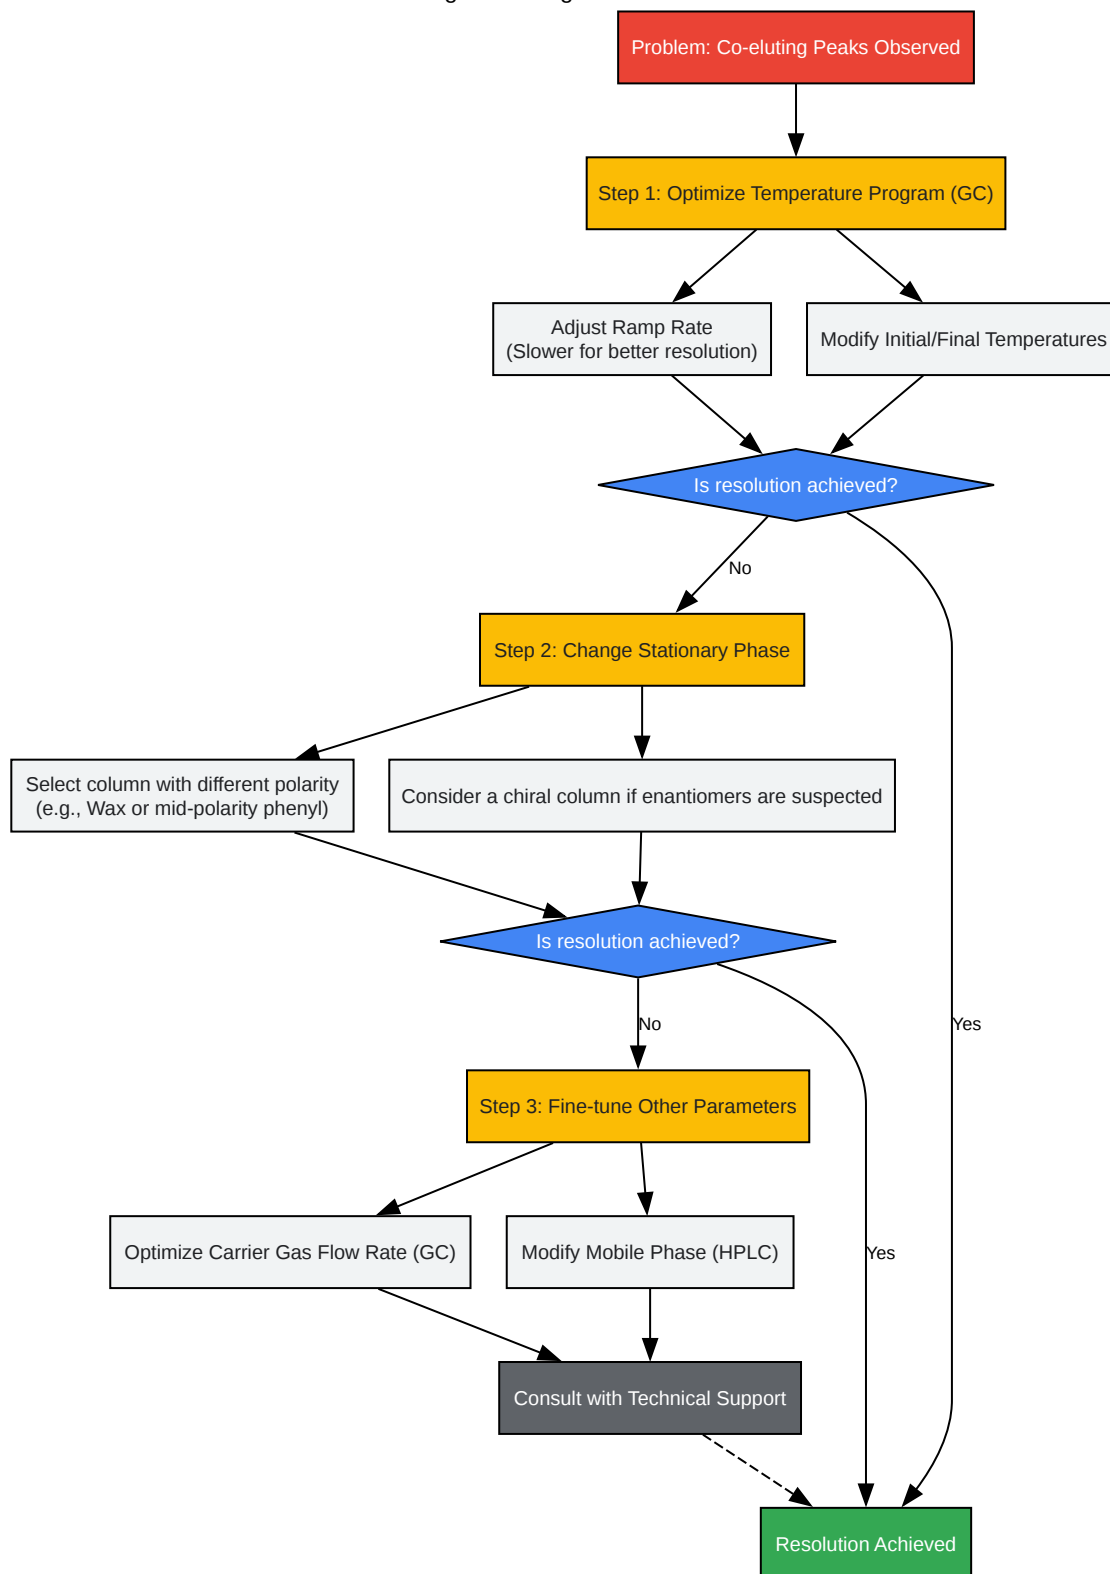 Problem: Co-eluting Peaks Observed
Step 1: Optimize Temperature Program (GC)
Adjust Ramp Rate
(Slower for better resolution)
Modify Initial/Final Temperatures
Is resolution achieved?
No
Step 2: Change Stationary Phase
Select column with different polarity
(e.g., Wax or mid-polarity phenyl)
Consider a chiral column if enantiomers are suspected
Is resolution achieved?
No
Yes
Step 3: Fine-tune Other Parameters
Optimize Carrier Gas Flow Rate (GC)
Modify Mobile Phase (HPLC)
Yes
Consult with Technical Support
Resolution Achieved